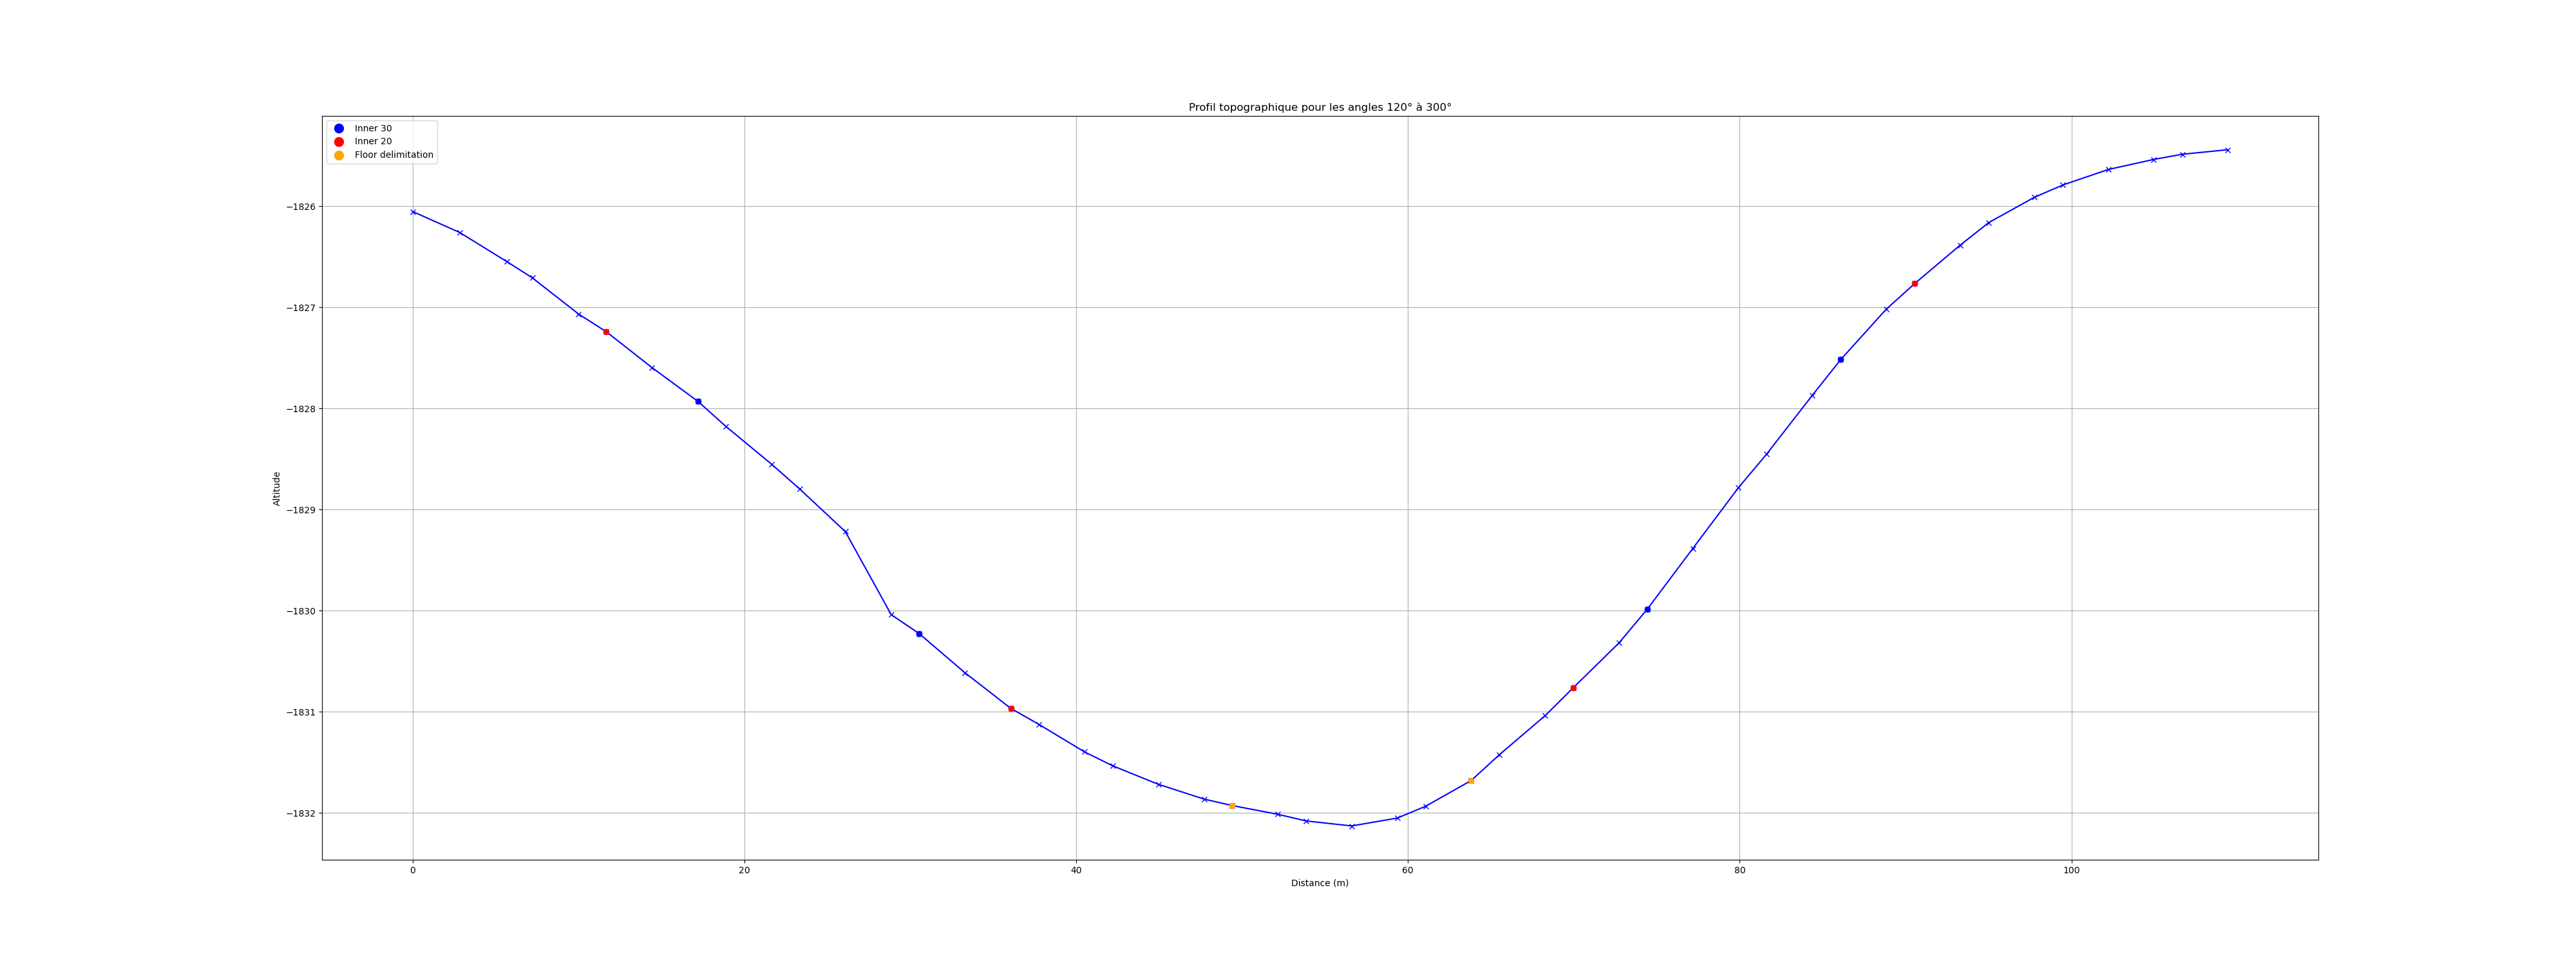 Profil topographique pour les angles 120° à 300°
Inner 30
Inner 20
Floor delimitation
Altitude
−1826
−1827
−1828
−1829
−1830
−1831
−1832
0 20 40 60 80 100
Distance (m)